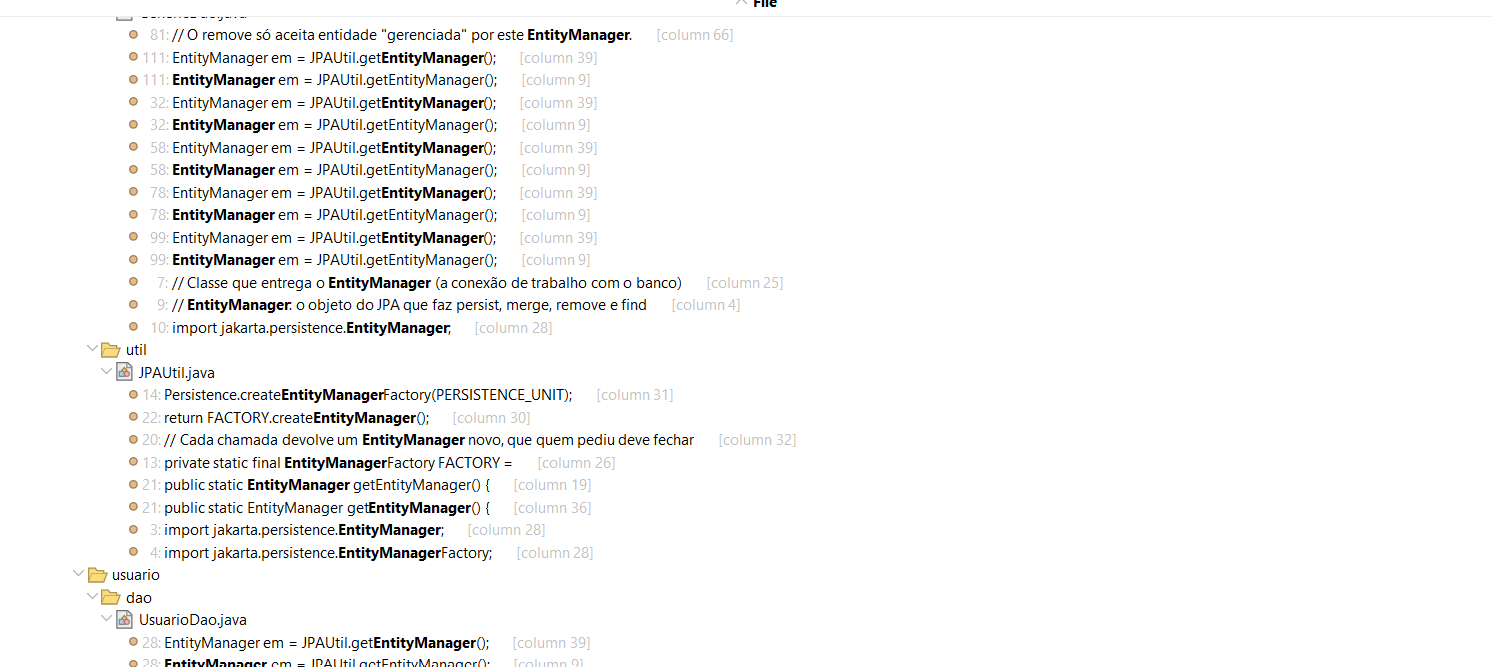 File
81: // O remove só aceita entidade "gerenciada" por este EntityManager. [column 66]
111: EntityManager em = JPAUtil.getEntityManager(); [column 39]
111: EntityManager em = JPAUtil.getEntityManager(); [column 9]
32: EntityManager em = JPAUtil.getEntityManager(); [column 39]
32: EntityManager em = JPAUtil.getEntityManager(); [column 9]
58: EntityManager em = JPAUtil.getEntityManager(); [column 39]
58: EntityManager em = JPAUtil.getEntityManager(); [column 9]
78: EntityManager em = JPAUtil.getEntityManager(); [column 39]
78: EntityManager em = JPAUtil.getEntityManager(); [column 9]
99: EntityManager em = JPAUtil.getEntityManager(); [column 39]
99: EntityManager em = JPAUtil.getEntityManager(); [column 9]
7: // Classe que entrega o EntityManager (a conexão de trabalho com o banco) [column 25]
9: // EntityManager: o objeto do JPA que faz persist, merge, remove e find [column 4]
10: import jakarta.persistence.EntityManager; [column 28]
util
JPAUtil.java
14: Persistence.createEntityManagerFactory(PERSISTENCE_UNIT); [column 31]
22: return FACTORY.createEntityManager(); [column 30]
20: // Cada chamada devolve um EntityManager novo, que quem pediu deve fechar [column 32]
13: private static final EntityManagerFactory FACTORY = [column 26]
21: public static EntityManager getEntityManager() { [column 19]
21: public static EntityManager getEntityManager() { [column 36]
3: import jakarta.persistence.EntityManager; [column 28]
4: import jakarta.persistence.EntityManagerFactory; [column 28]
usuario
dao
UsuarioDao.java
28: EntityManager em = JPAUtil.getEntityManager(); [column 39]
28: EntityManager em = JPAUtil.getEntityManager(); [column 9]